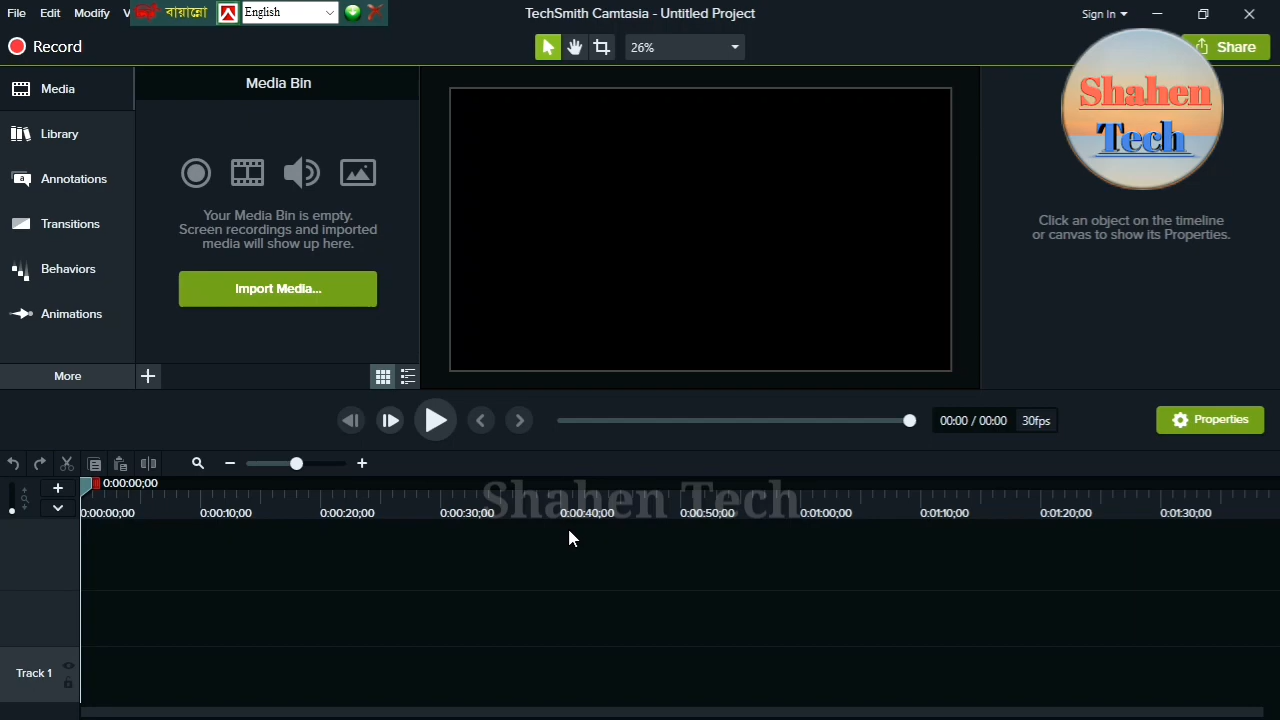 File Edit Modify V বায়ান্নো English TechSmith Camtasia - Untitled Project Sign In
Record 26% Share
Media
Library
Annotations
Transitions
Behaviors
Animations
More
Media Bin
Your Media Bin is empty.
Screen recordings and imported
media will show up here.
Import Media...
Shahen
Tech
Click an object on the timeline
or canvas to show its Properties.
00:00 / 00:00 30fps Properties
0:00:00;00
Shahen Tech
0:00:00;00 0:00:10;00 0:00:20;00 0:00:30;00 0:00:40;00 0:00:50;00 0:01:00;00 0:01:10;00 0:01:20;00 0:01:30;00
Track 1